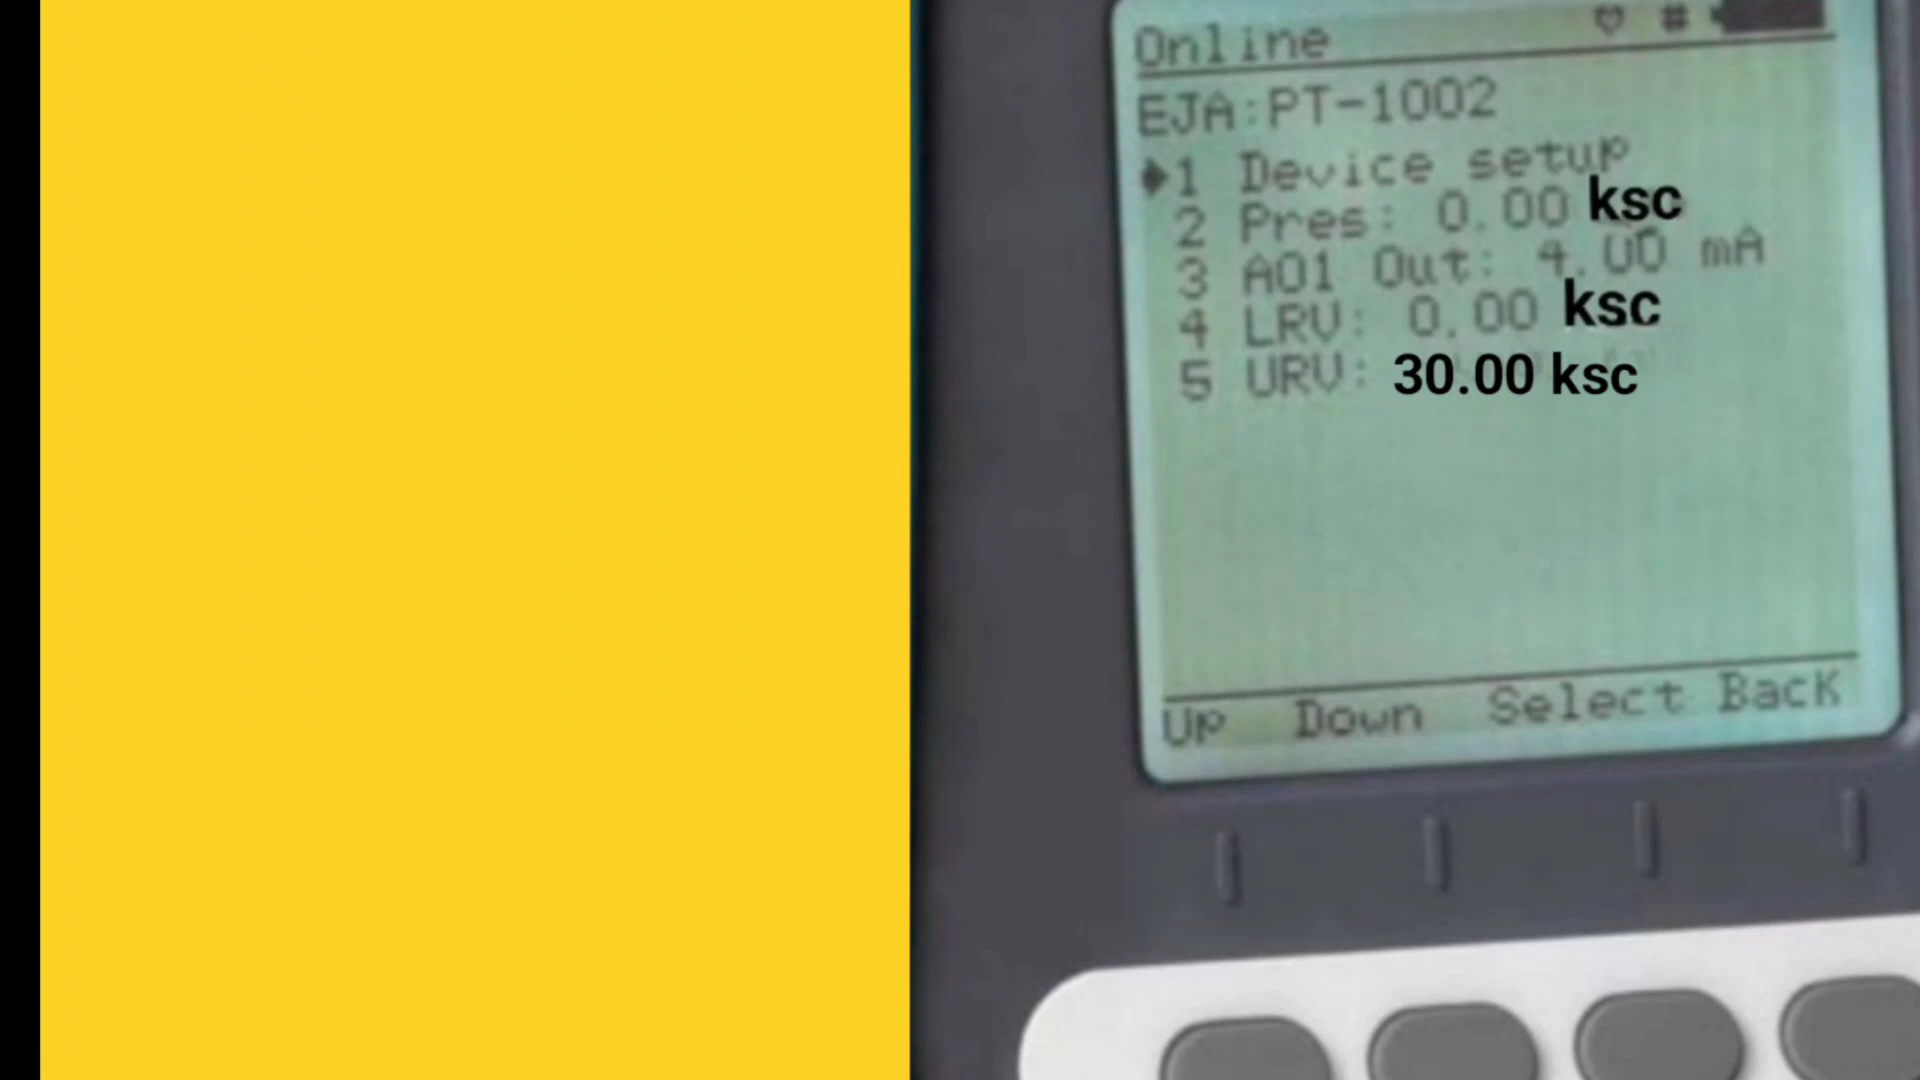 Online ♡ #
EJA:PT-1002
1 Device setup
2 Pres: 0.00 ksc
3 AO1 Out: 4.00 mA
4 LRV: 0.00 ksc
5 URV: 30.00 ksc
Up Down Select Back